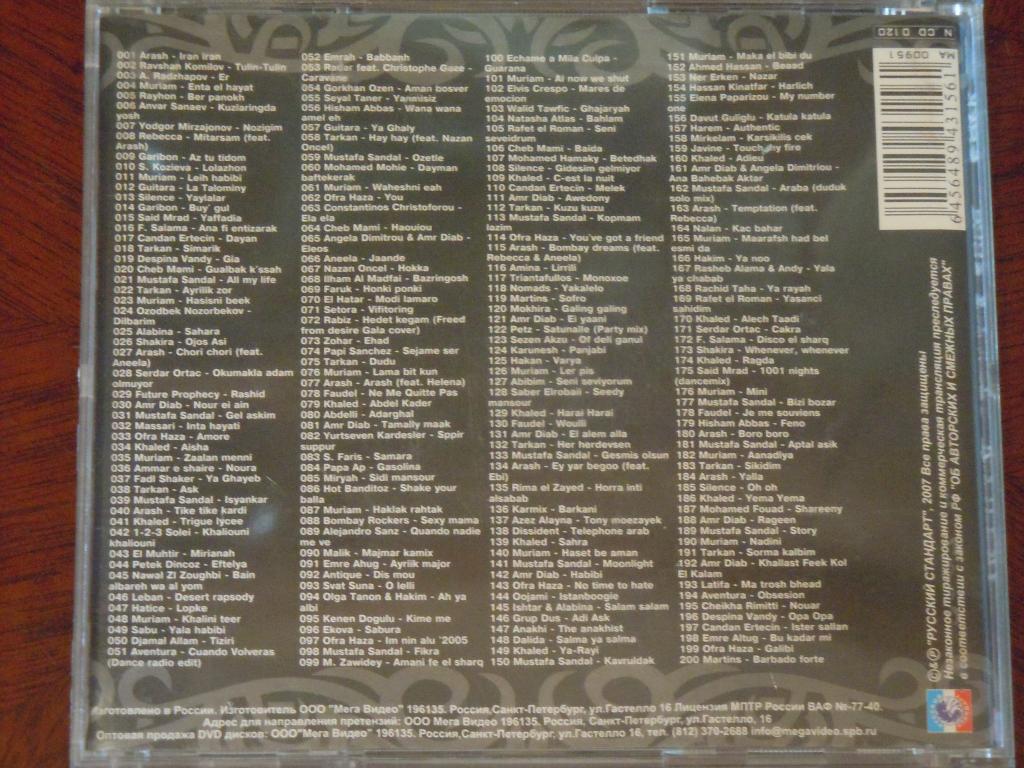 001 Arash - Iran iran
002 Ravshan Komilov - Tulin-Tulin
003 A. Radzhapov - Er
004 Muriam - Enta el hayat
005 Rayhon - Ber panokh
006 Anvar Sanaev - Kuzlaringda
yosh
007 Yodgor Mirzajonov - Nozigim
008 Rebecca - Mitarsam (feat.
Arash)
009 Garibon - Az tu tidom
010 S. Kozieva - Lolazhon
011 Muriam - Leih habibi
012 Guitara - La Talominy
013 Silence - Yaylalar
014 Garibon - Buy' gul
015 Said Mrad - Yaffadia
016 F. Salama - Ana fi entizarak
017 Candan Ertecin - Dayan
018 Tarkan - Simarik
019 Despina Vandy - Gia
020 Cheb Mami - Gualbak k'ssah
021 Mustafa Sandal - All my life
022 Tarkan - Ayrilik zor
023 Muriam - Hasisni beek
024 Ozodbek Nozorbekov -
Dilbarim
025 Alabina - Sahara
026 Shakira - Ojos Asi
027 Arash - Chori chori (feat.
Aneela)
028 Serdar Ortac - Okumakla adam
olmuyor
029 Future Prophecy - Rashid
030 Amr Diab - Nour el ain
031 Mustafa Sandal - Gel askim
032 Massari - Inta hayati
033 Ofra Haza - Amore
034 Khaled - Aisha
035 Muriam - Zaalan menni
036 Ammar e shaire - Noura
037 Fadl Shaker - Ya Ghayeb
038 Tarkan - Ask
039 Mustafa Sandal - Isyankar
040 Arash - Tike tike kardi
041 Khaled - Trigue lycee
042 1-2-3 Solei - Khaliouni
khaliouni
043 El Muhtir - Mirianah
044 Petek Dincoz - Eftelya
045 Nawal Zl Zoughbi - Bain
albareh wa al yom
046 Leban - Desert rapsody
047 Hatice - Lopke
048 Muriam - Khalini teer
049 Sabu - Yala habibi
050 Djamal Allam - Tiziri
051 Aventura - Cuando Volveras
(Dance radio edit)
052 Emrah - Babbanh
053 Radar feat. Christophe Goze -
Caravane
054 Gorkhan Ozen - Aman bosver
055 Seyal Taner - Yanmisiz
056 Hisham Abbas - Wana wana
amel eh
057 Guitara - Ya Ghaly
058 Tarkan - Hay hay (feat. Nazan
Oncel)
059 Mustafa Sandal - Ozetle
060 Mohamed Mohie - Dayman
baftekerak
061 Muriam - Waheshni eah
062 Ofra Haza - You
063 Constantinos Christoforou -
Ela ela
064 Cheb Mami - Haouiou
065 Angela Dimitrou & Amr Diab -
Eleos
066 Aneela - Jaande
067 Nazan Oncel - Hokka
068 Ilham Al Madfai - Bazringosh
069 Faruk - Honki ponki
070 El Hatar - Modi lamaro
071 Setora - Vifitoring
072 Rabiz - Hedet kegam (Freed
from desire Gala cover)
073 Zohar - Ehad
074 Papi Sanchez - Sejame ser
075 Tarkan - Dudu
076 Muriam - Lama bit kun
077 Arash - Arash (feat. Helena)
078 Faudel - Ne Me Quitte Pas
079 Khaled - Abdel Kader
080 Abdelli - Adarghal
081 Amr Diab - Tamally maak
082 Yurtseven Kardesler - Sppir
suppur
083 S. Faris - Samara
084 Papa Ap - Gasolina
085 Miryah - Sidi mansour
086 Hot Banditoz - Shake your
balla
087 Muriam - Haklak rahtak
088 Bombay Rockers - Sexy mama
089 Alejandro Sanz - Quando nadie
me ve
090 Malik - Majmar kamix
091 Emre Ahug - Ayriik major
092 Antique - Dis mou
093 Svat Suna - O lelli
094 Olga Tanon & Hakim - Ah ya
albi
095 Kenen Dogulu - Kime me
096 Ekova - Sabura
097 Ofra Haza - Im nin alu '2005
098 Mustafa Sandal - Fikra
099 M. Zawidey - Amani fe el sharq
100 Echame a Mila Culpa -
Guarana
101 Muriam - Al now we shut
102 Elvis Crespo - Mares de
emocion
103 Walid Tawfic - Ghajaryah
104 Natasha Atlas - Bahlam
105 Rafet el Roman - Seni
seveidrum
106 Cheb Mami - Baida
107 Mohamed Hamaky - Betedhak
108 Silence - Gidesim gelmiyor
109 Khaled - C-est la nuit
110 Candan Ertecin - Melek
111 Amr Diab - Awedony
112 Tarkan - Kuzu kuzu
113 Mustafa Sandal - Kopmam
lazim
114 Ofra Haza - You've got a friend
115 Arash - Bombay dreams (feat.
Rebecca & Aneela)
116 Amina - Lirrili
117 Triantafullos - Monoxoe
118 Nomads - Yakalelo
119 Martins - Sofro
120 Mokhira - Galing galing
121 Amr Diab - Ei yaani
122 Petz - Satunalle (Party mix)
123 Sezen Akzu - Of deli ganul
124 Karunesh - Panjabi
125 Hakan - Varya
126 Muriam - Ler pis
127 Abibim - Seni seviyorum
128 Saber Elrobaii - Seedy
mansour
129 Khaled - Harai Harai
130 Faudel - Woulli
131 Amr Diab - El alem alla
132 Tarkan - Her herdevsen
133 Mustafa Sandal - Gesmis olsun
134 Arash - Ey yar begoo (feat.
Ebi)
135 Rima el Zayed - Horra inti
alsabab
136 Karmix - Barkani
137 Azez Alayna - Tony moezayek
138 Dissident - Telephone arab
139 Khaled - Sahra
140 Muriam - Haset be aman
141 Mustafa Sandal - Moonlight
142 Amr Diab - Habibi
143 Ofra Haza - No time to hate
144 Oojami - Istanboogie
145 Ishtar & Alabina - Salam salam
146 Grup Dus - Adi Ask
147 Anakhi - The anakhist
148 Dalida - Salma ya salma
149 Khaled - Ya-Rayi
150 Mustafa Sandal - Kavruldak
151 Muriam - Maka el bibi du
152 Ahmed Hassan - Beaad
153 Ner Erken - Nazar
154 Hassan Kinatfar - Harlich
155 Elena Paparizou - My number
one
156 Davut Guliglu - Katula katula
157 Harem - Authentic
158 Mirkelam - Karsikilis cek
159 Javine - Touch my fire
160 Khaled - Adieu
161 Amr Diab & Angela Dimitriou -
Ana Bahebak Aktar
162 Mustafa Sandal - Araba (duduk
solo mix)
163 Arash - Temptation (feat.
Rebecca)
164 Nalan - Kac bahar
165 Muriam - Maarafsh had bel
esmi da
166 Hakim - Ya noo
167 Rasheb Alama & Andy - Yala
ya chabab
168 Rachid Taha - Ya rayah
169 Rafet el Roman - Yasanci
sahidim
170 Khaled - Alech Taadi
171 Serdar Ortac - Cakra
172 F. Salama - Disco el sharq
173 Shakira - Whenever, whenever
174 Khaled - Ragda
175 Said Mrad - 1001 nights
(dancemix)
176 Muriam - Mini
177 Mustafa Sandal - Bizi bozar
178 Faudel - Je me souviens
179 Hisham Abbas - Feno
180 Arash - Boro boro
181 Mustafa Sandal - Aptal asik
182 Muriam - Aanadiya
183 Tarkan - Sikidim
184 Arash - Yalla
185 Silence - Oh oh
186 Khaled - Yema Yema
187 Mohamed Fouad - Shareeny
188 Amr Diab - Rageen
189 Mustafa Sandal - Story
190 Muriam - Nadini
191 Tarkan - Sorma kalbim
192 Amr Diab - Khallast Feek Kol
El Kalam
193 Latifa - Ma trosh bhead
194 Aventura - Obsesion
195 Cheikha Rimitti - Nouar
196 Despina Vandy - Opa Opa
197 Candan Ertecin - Ister sallan
198 Emre Altug - Bu kadar mi
199 Ofra Haza - Galibi
200 Martins - Barbado forte
N CD 0120
MA 00951
6456489431561
©&℗"РУССКИЙ СТАНДАРТ", 2007 Все права защищены
Незаконное тиражирование и коммерческая трансляция преследуется
в соответствии с законом РФ "ОБ АВТОРСКИХ И СМЕЖНЫХ ПРАВАХ"
Изготовлено в России. Изготовитель ООО "Мега Видео" 196135. Россия,Санкт-Петербург, ул.Гастелло 16 Лицензия МПТР России ВАФ №-77-40.
Адрес для направления претензий: ООО Мега Видео 196135. Россия, Санкт-Петербург, ул. Гастелло, 16
Оптовая продажа DVD дисков: ООО"Мега Видео" 196135. Россия,Санкт-Петербург, ул. Гастелло 16, тел. (812) 370-2688 info@megavideo.spb.ru